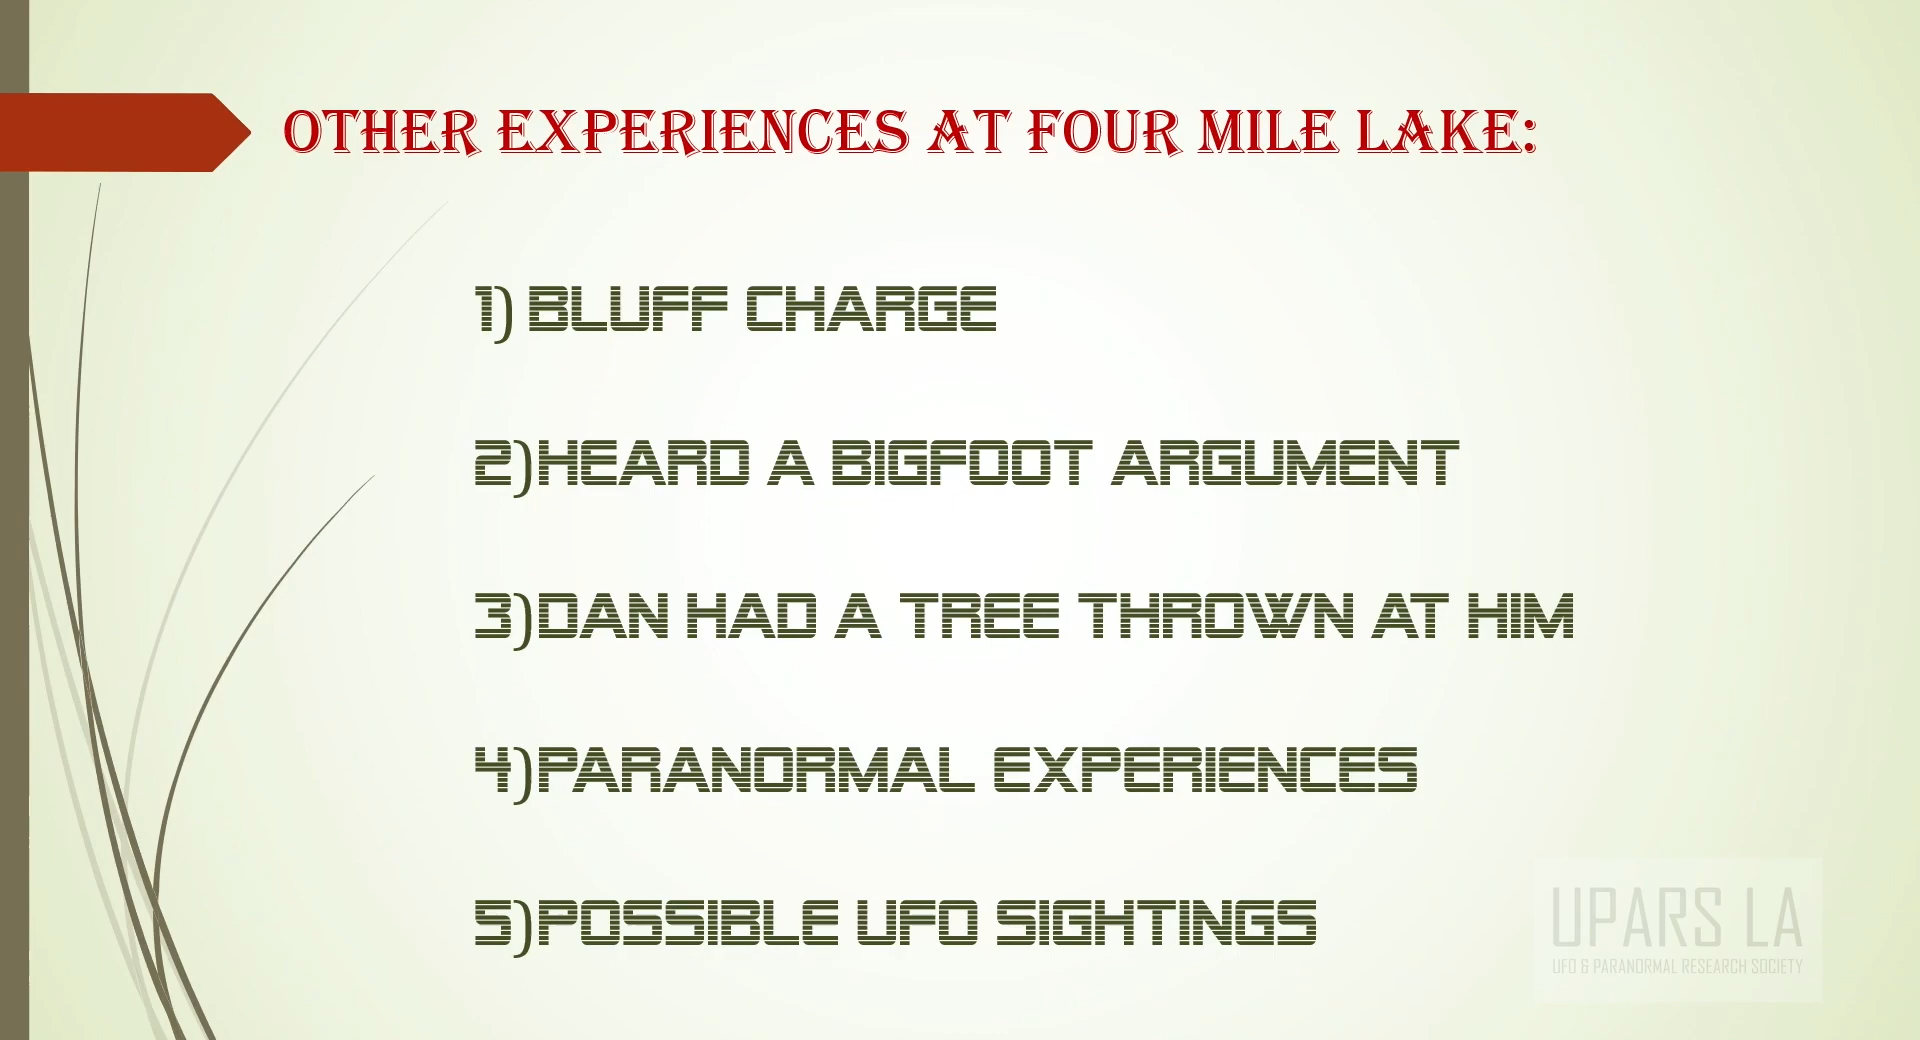 OTHER EXPERIENCES AT FOUR MILE LAKE:
1) BLUFF CHARGE
2)HEARD A BIGFOOT ARGUMENT
3)DAN HAD A TREE THROWN AT HIM
4)PARANORMAL EXPERIENCES
5)POSSIBLE UFO SIGHTINGS
UPARS LA
UFO & PARANORMAL RESEARCH SOCIETY